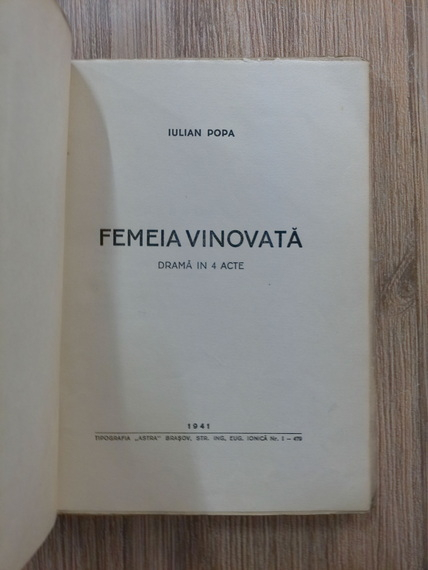 IULIAN POPA
FEMEIA VINOVATĂ
DRAMĂ IN 4 ACTE
1941
TIPOGRAFIA „ASTRA” BRAȘOV, STR. ING. EUG. IONICĂ Nr. 1 —